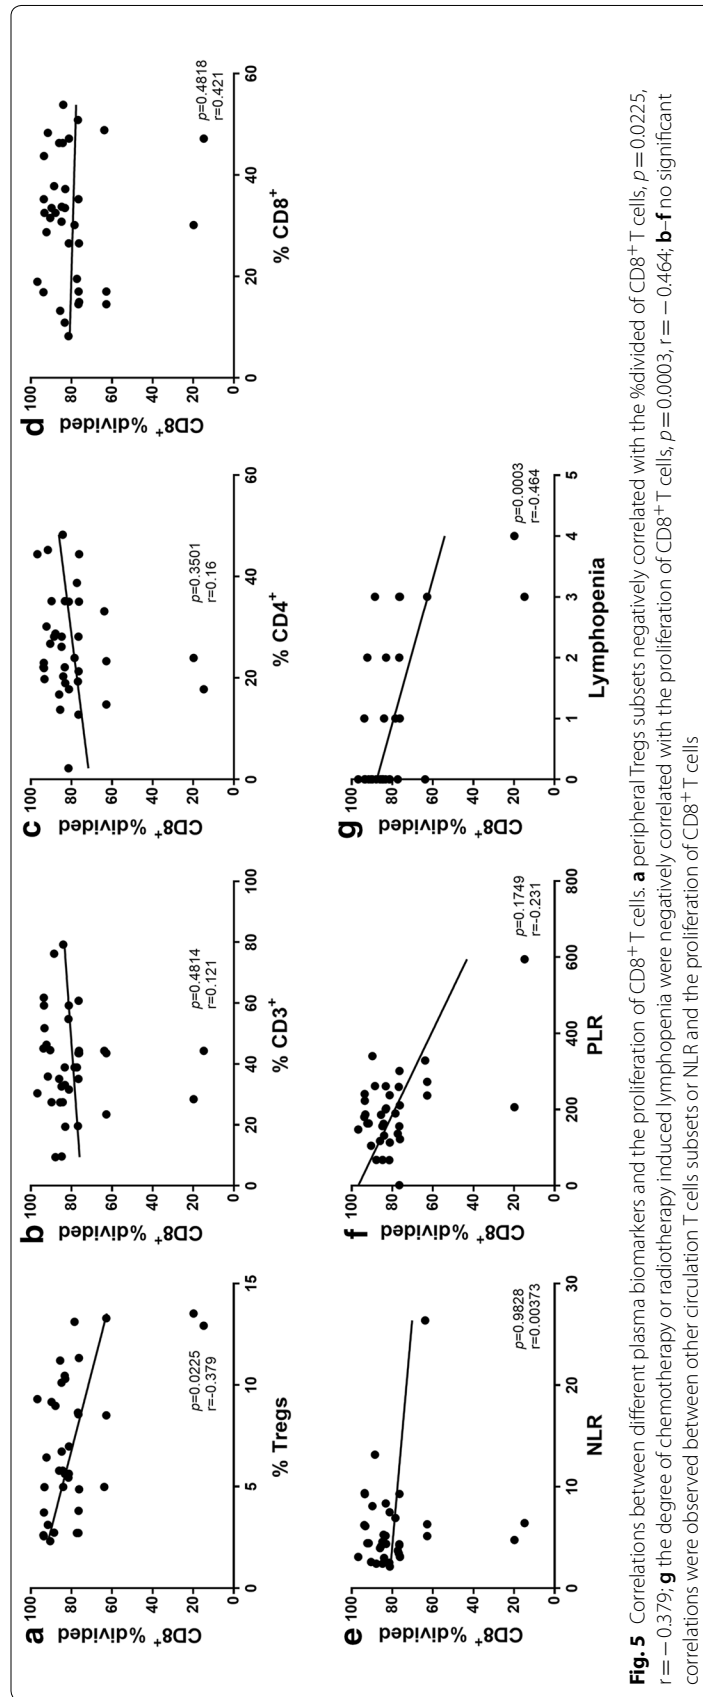 a
CD8+ %divided
100
80
60
40
20
0
0
5
10
15
% Tregs
p=0.0225
r=-0.379
b
CD8+ %divided
100
80
60
40
20
0
0
20
40
60
80
100
% CD3+
p=0.4814
r=0.121
c
CD8+ %divided
100
80
60
40
20
0
0
20
40
60
% CD4+
p=0.3501
r=0.16
d
CD8+ %divided
100
80
60
40
20
0
0
20
40
60
% CD8+
p=0.4818
r=0.421
e
CD8+ %divided
100
80
60
40
20
0
0
10
20
30
NLR
p=0.9828
r=0.00373
f
CD8+ %divided
100
80
60
40
20
0
0
200
400
600
800
PLR
p=0.1749
r=-0.231
g
CD8+ %divided
100
80
60
40
20
0
0
1
2
3
4
5
Lymphopenia
p=0.0003
r=-0.464
Fig. 5 Correlations between different plasma biomarkers and the proliferation of CD8+ T cells. a peripheral Tregs subsets negatively correlated with the %divided of CD8+ T cells, p = 0.0225,
r = − 0.379; g the degree of chemotherapy or radiotherapy induced lymphopenia were negatively correlated with the proliferation of CD8+ T cells, p = 0.0003, r = − 0.464; b–f no significant
correlations were observed between other circulation T cells subsets or NLR and the proliferation of CD8+ T cells